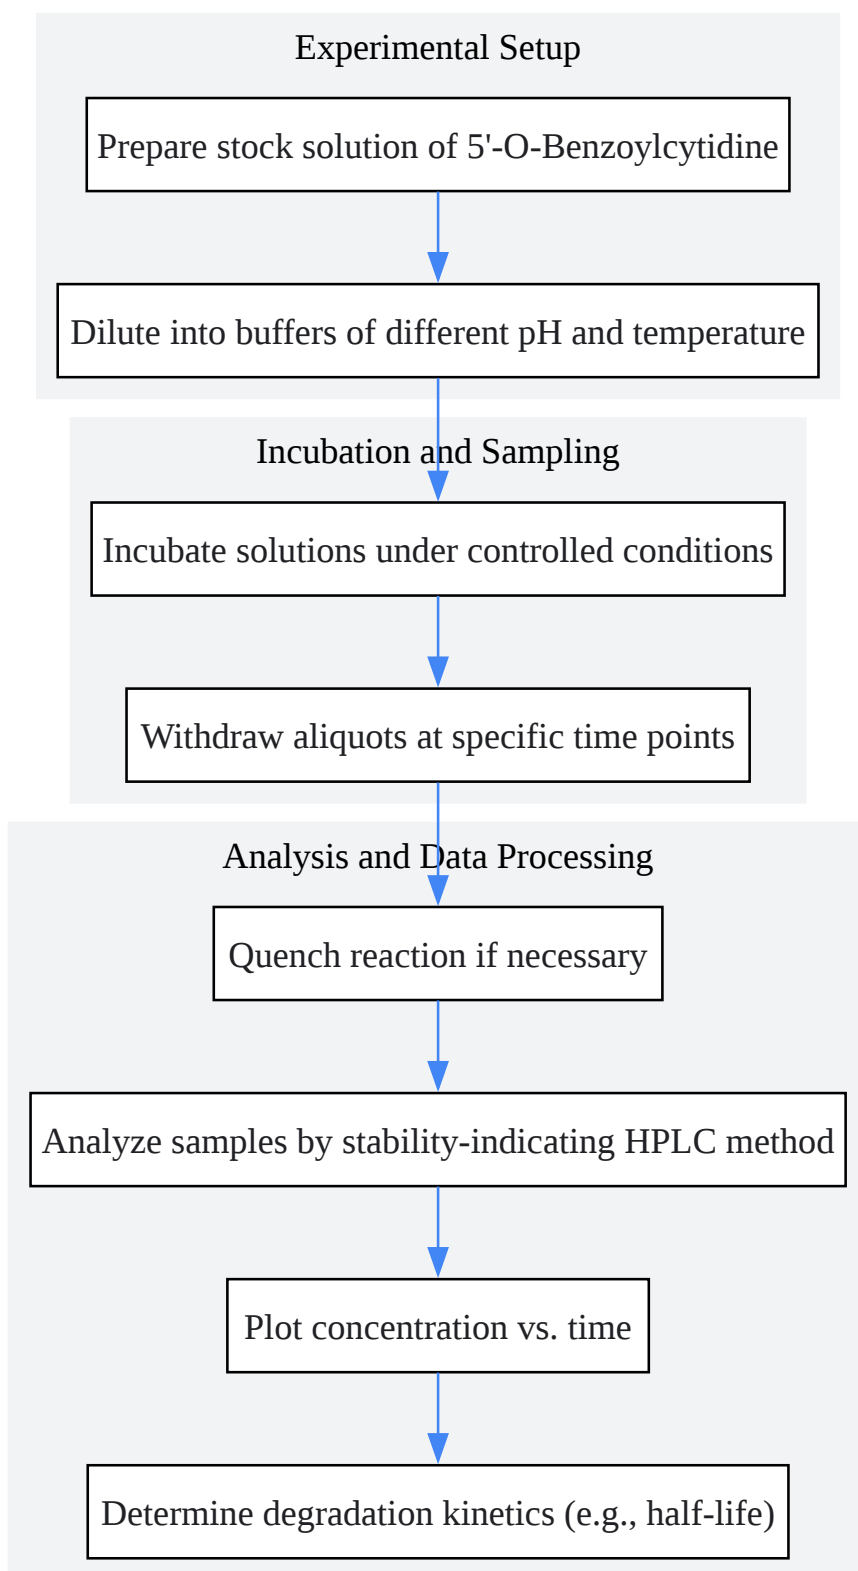 Experimental Setup
Prepare stock solution of 5'-O-Benzoylcytidine
Dilute into buffers of different pH and temperature
Incubation and Sampling
Incubate solutions under controlled conditions
Withdraw aliquots at specific time points
Analysis and Data Processing
Quench reaction if necessary
Analyze samples by stability-indicating HPLC method
Plot concentration vs. time
Determine degradation kinetics (e.g., half-life)